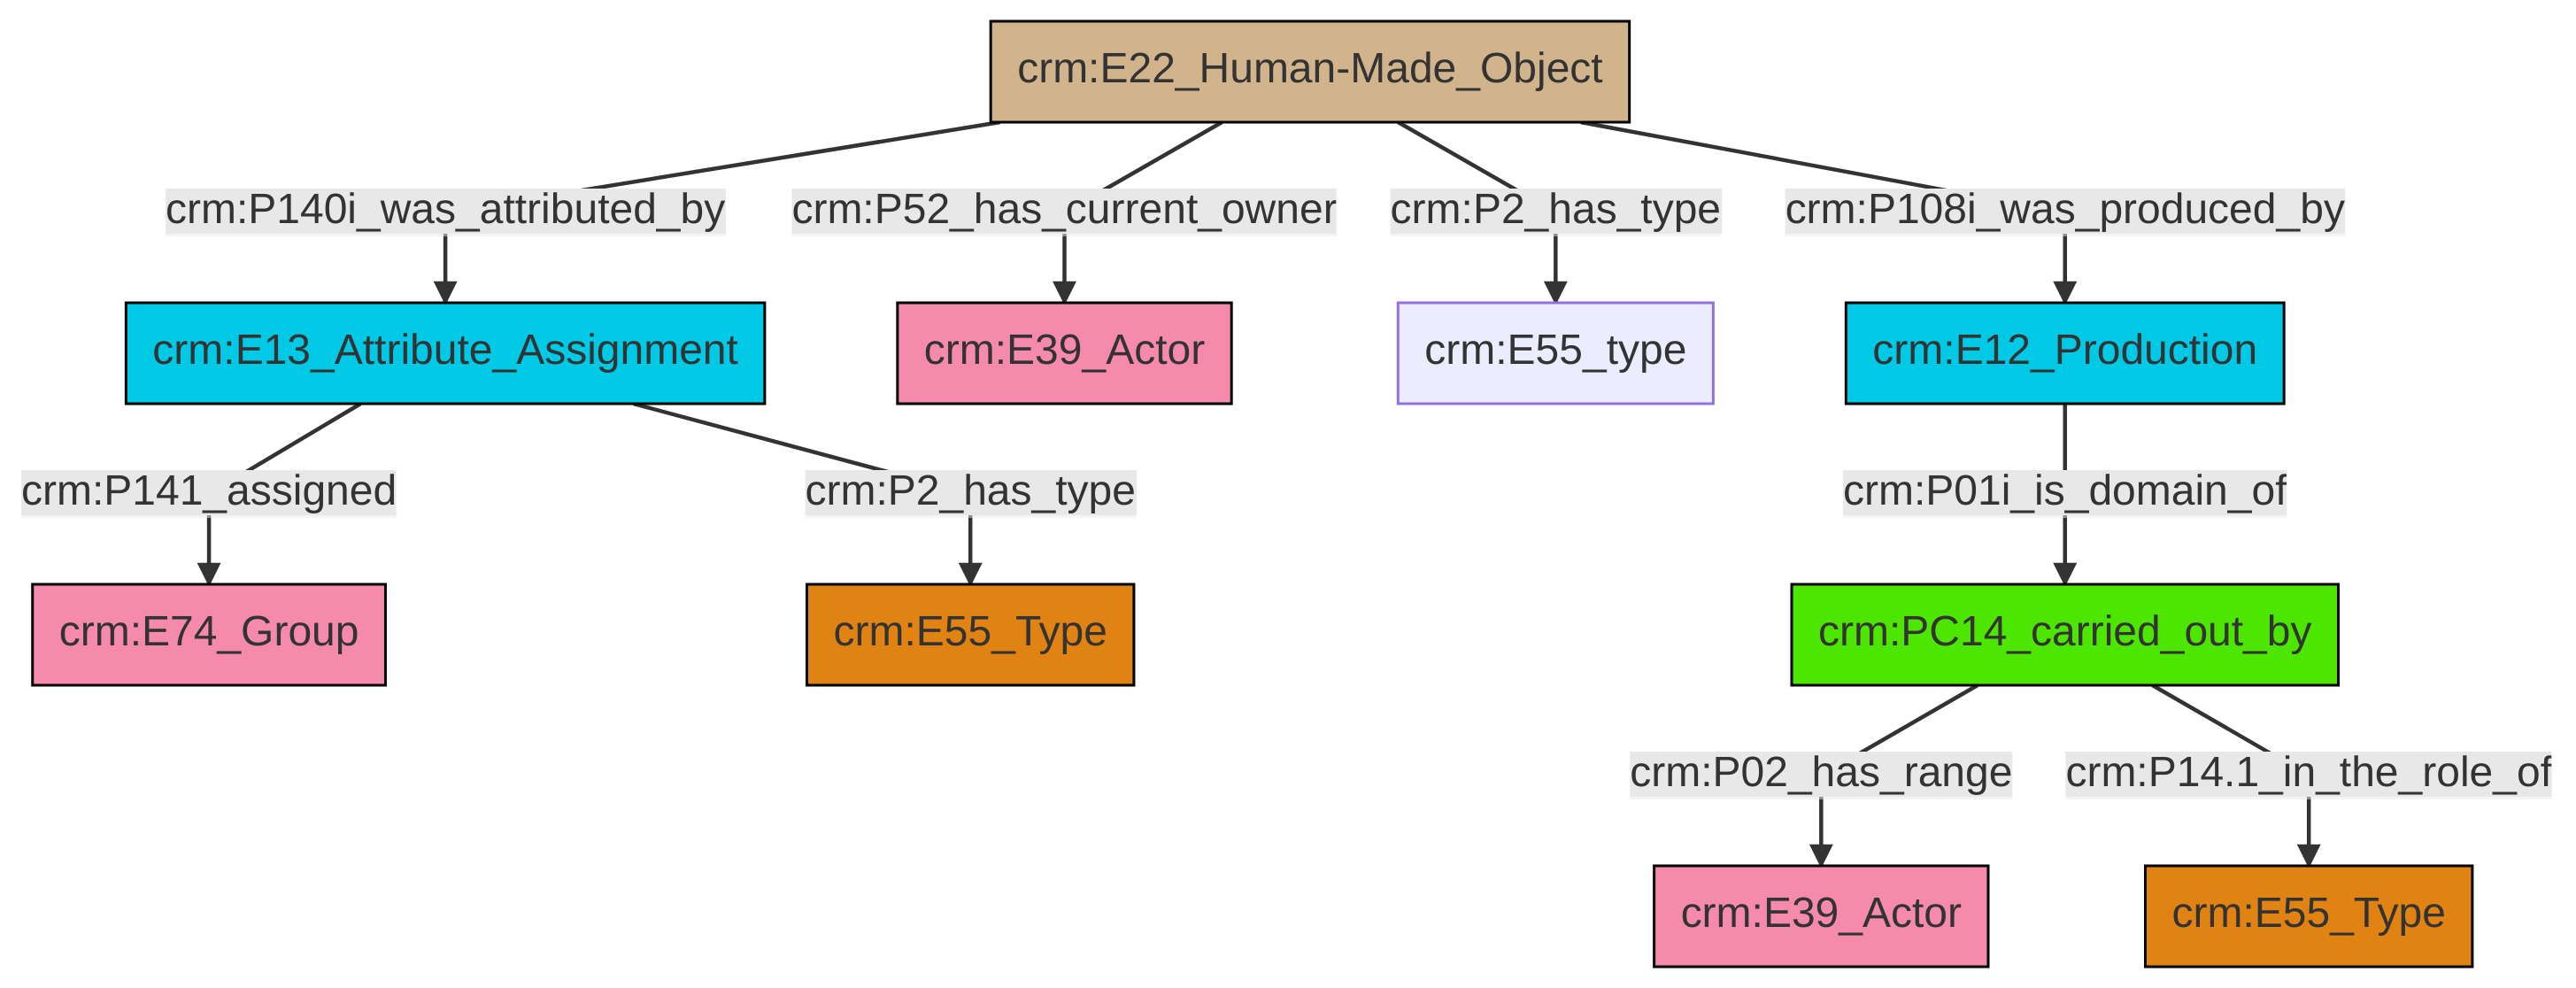 crm:E22_Human-Made_Object
crm:P140i_was_attributed_by
crm:P52_has_current_owner
crm:P2_has_type
crm:P108i_was_produced_by
crm:E13_Attribute_Assignment
crm:E39_Actor
crm:E55_type
crm:E12_Production
crm:P141_assigned
crm:P2_has_type
crm:P01i_is_domain_of
crm:E74_Group
crm:E55_Type
crm:PC14_carried_out_by
crm:P02_has_range
crm:P14.1_in_the_role_of
crm:E39_Actor
crm:E55_Type